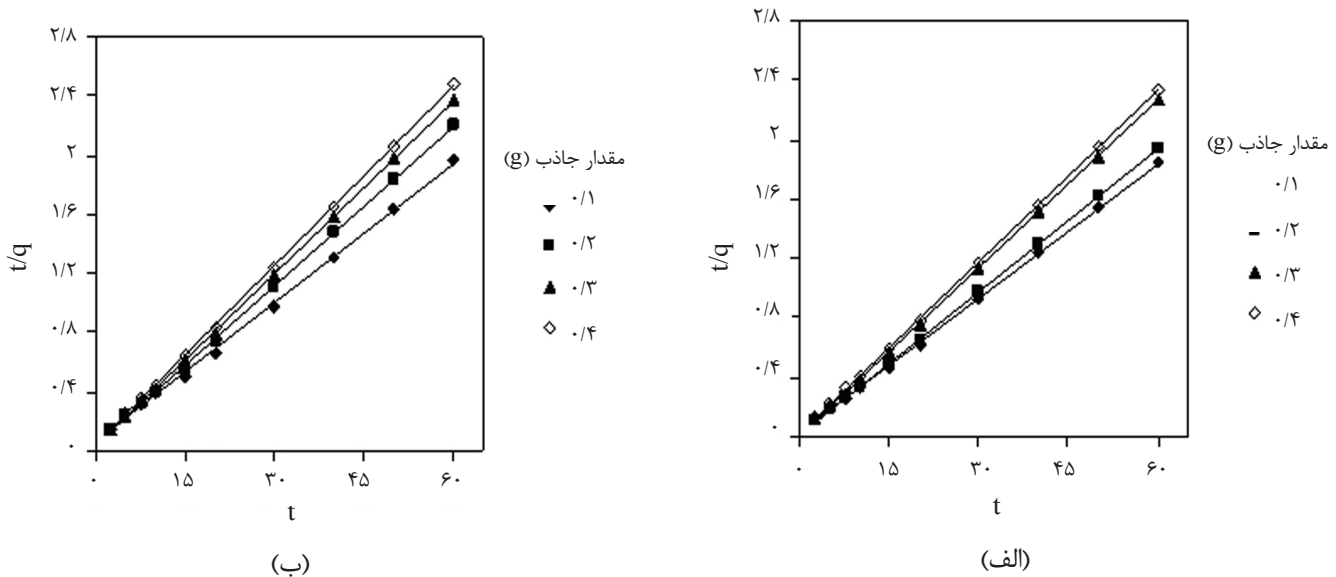 ۲/۸
۲/۴
۲
۱/۶
۱/۲
۰/۸
۰/۴
۰
t/q
۰ ۱۵ ۳۰ ۴۵ ۶۰
t
مقدار جاذب (g)
۰/۱
۰/۲
۰/۳
۰/۴
(الف)
۲/۸
۲/۴
۲
۱/۶
۱/۲
۰/۸
۰/۴
۰
t/q
۰ ۱۵ ۳۰ ۴۵ ۶۰
t
مقدار جاذب (g)
۰/۱
۰/۲
۰/۳
۰/۴
(ب)